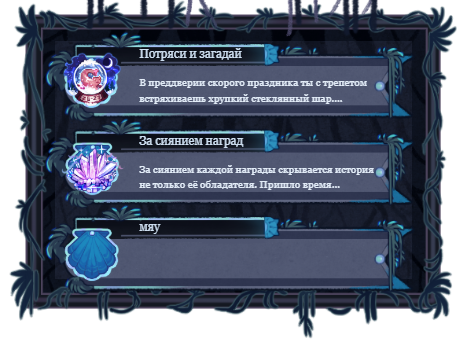 Потряси и загадай
В преддверии скорого праздника ты с трепетом
встряхиваешь хрупкий стеклянный шар....
За сиянием наград
За сиянием каждой награды скрывается история
не только её обладателя. Пришло время...
мяу